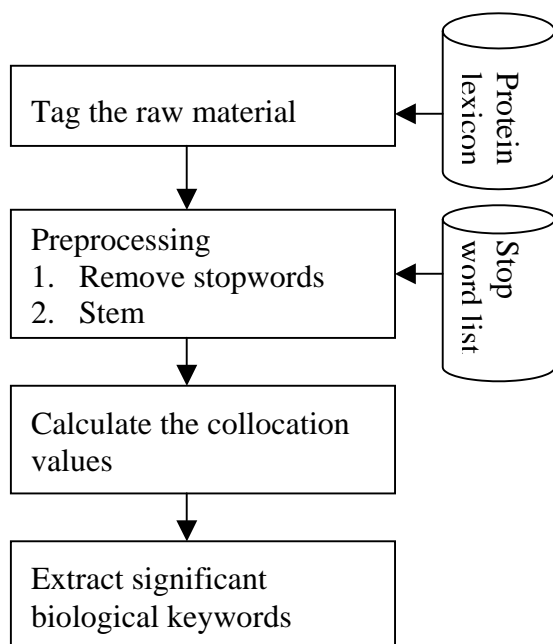 Tag the raw material
Protein
lexicon
Preprocessing
1. Remove stopwords
2. Stem
Stop
word list
Calculate the collocation
values
Extract significant
biological keywords